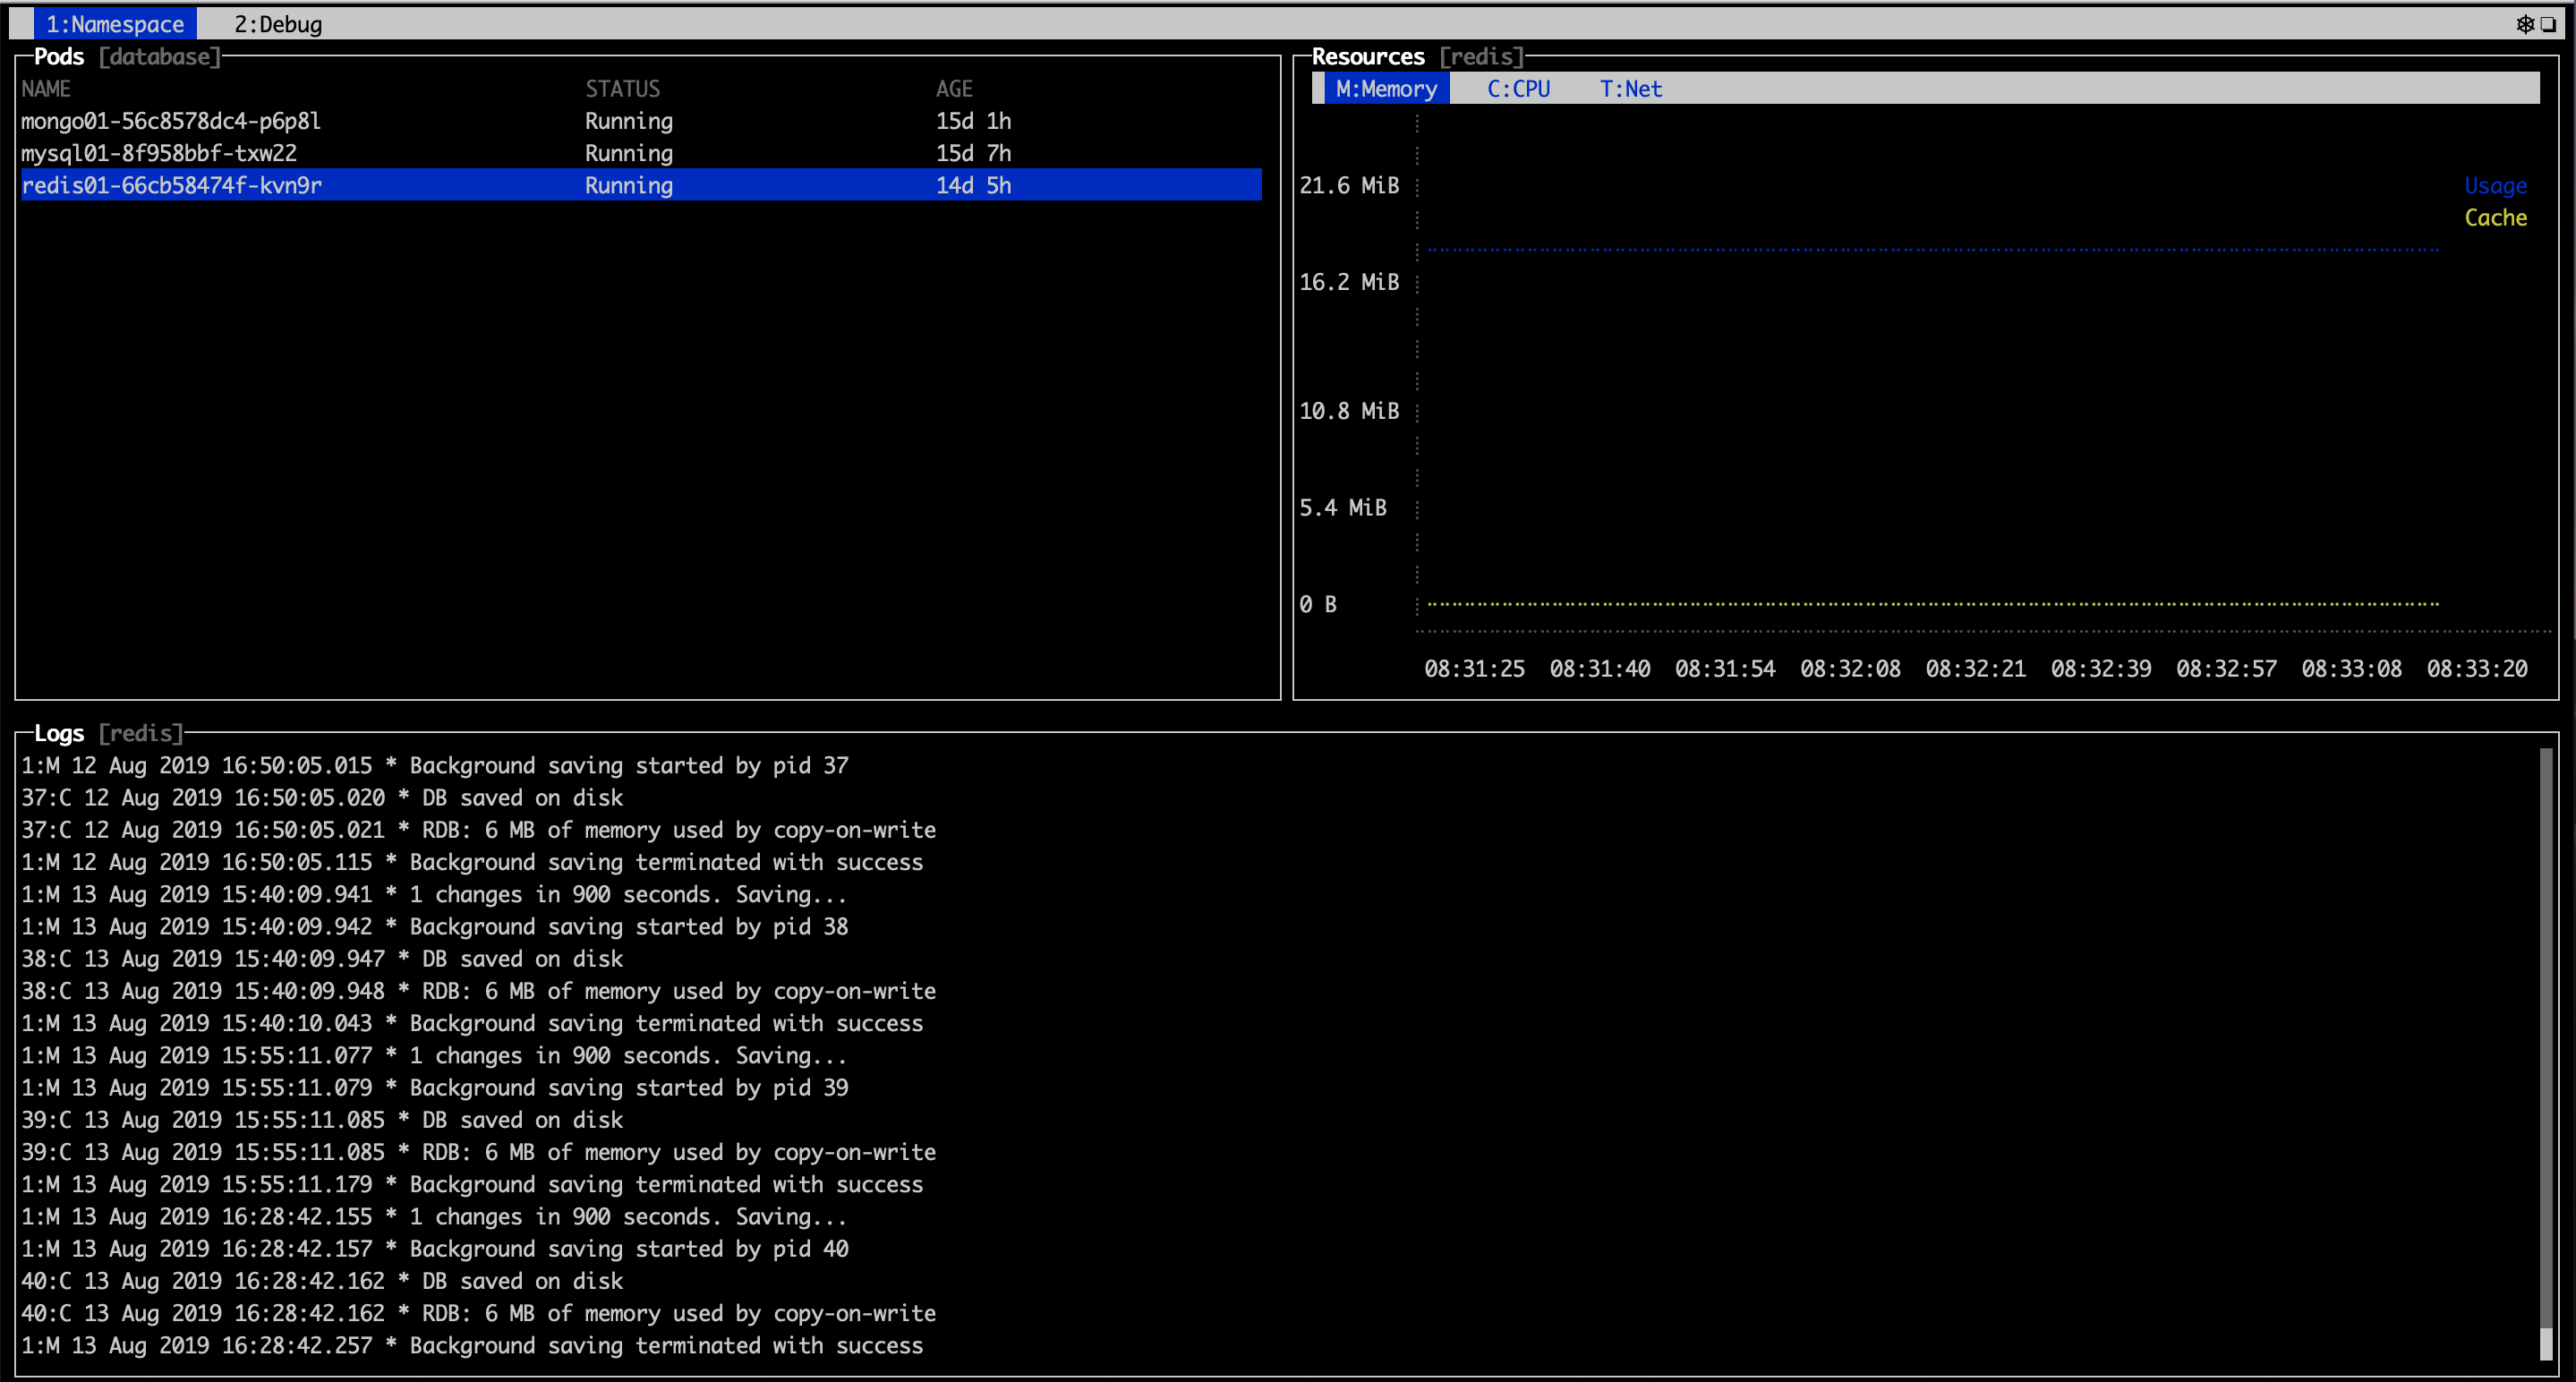 1:Namespace 2:Debug
Pods [database]
NAME STATUS AGE
mongo01-56c8578dc4-p6p8l Running 15d 1h
mysql01-8f958bbf-txw22 Running 15d 7h
redis01-66cb58474f-kvn9r Running 14d 5h
Resources [redis]
M:Memory C:CPU T:Net
21.6 MiB
Usage
Cache
16.2 MiB
10.8 MiB
5.4 MiB
0 B
08:31:25 08:31:40 08:31:54 08:32:08 08:32:21 08:32:39 08:32:57 08:33:08 08:33:20
Logs [redis]
1:M 12 Aug 2019 16:50:05.015 * Background saving started by pid 37
37:C 12 Aug 2019 16:50:05.020 * DB saved on disk
37:C 12 Aug 2019 16:50:05.021 * RDB: 6 MB of memory used by copy-on-write
1:M 12 Aug 2019 16:50:05.115 * Background saving terminated with success
1:M 13 Aug 2019 15:40:09.941 * 1 changes in 900 seconds. Saving...
1:M 13 Aug 2019 15:40:09.942 * Background saving started by pid 38
38:C 13 Aug 2019 15:40:09.947 * DB saved on disk
38:C 13 Aug 2019 15:40:09.948 * RDB: 6 MB of memory used by copy-on-write
1:M 13 Aug 2019 15:40:10.043 * Background saving terminated with success
1:M 13 Aug 2019 15:55:11.077 * 1 changes in 900 seconds. Saving...
1:M 13 Aug 2019 15:55:11.079 * Background saving started by pid 39
39:C 13 Aug 2019 15:55:11.085 * DB saved on disk
39:C 13 Aug 2019 15:55:11.085 * RDB: 6 MB of memory used by copy-on-write
1:M 13 Aug 2019 15:55:11.179 * Background saving terminated with success
1:M 13 Aug 2019 16:28:42.155 * 1 changes in 900 seconds. Saving...
1:M 13 Aug 2019 16:28:42.157 * Background saving started by pid 40
40:C 13 Aug 2019 16:28:42.162 * DB saved on disk
40:C 13 Aug 2019 16:28:42.162 * RDB: 6 MB of memory used by copy-on-write
1:M 13 Aug 2019 16:28:42.257 * Background saving terminated with success